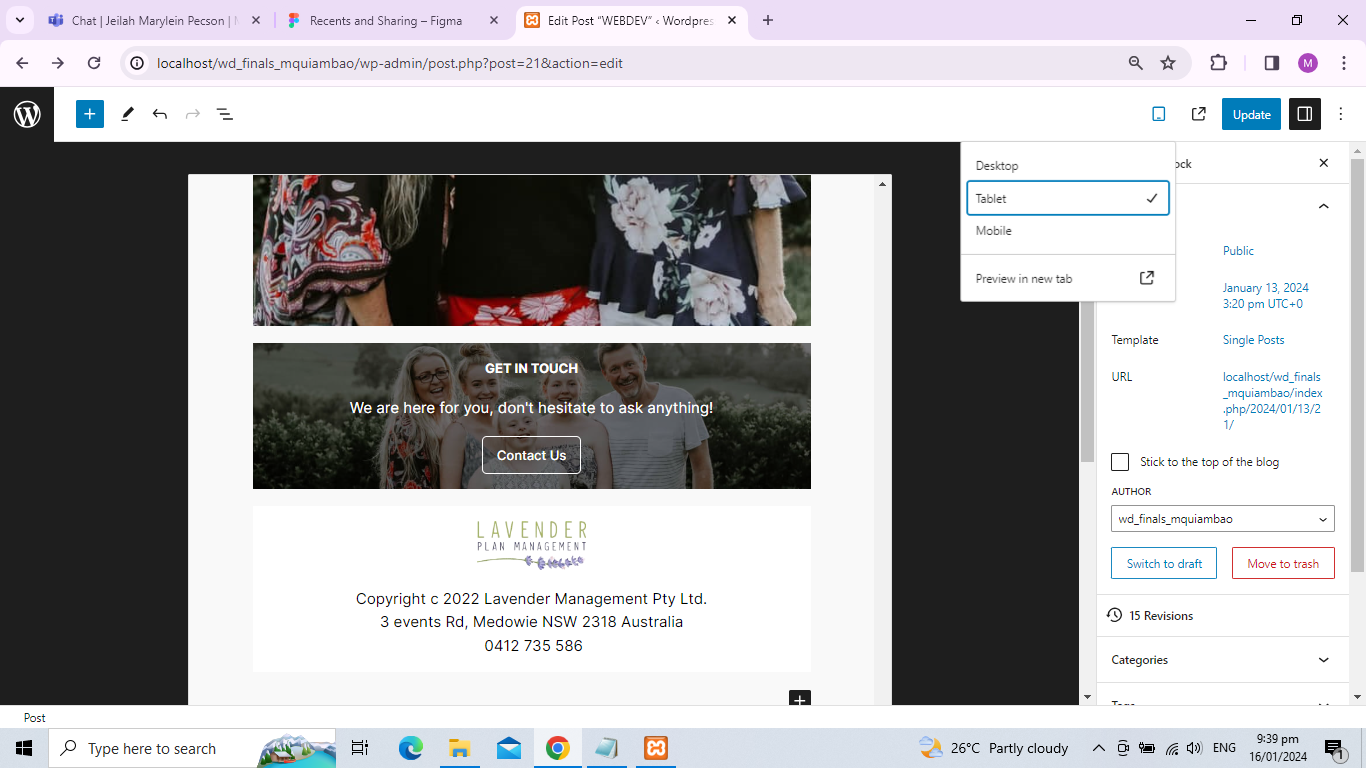 Chat | Jeilah Marylein Pecson |
Recents and Sharing – Figma
Edit Post “WEBDEV” ‹ Wordpres
localhost/wd_finals_mquiambao/wp-admin/post.php?post=21&action=edit
M
Update
Desktop
Tablet
Mobile
Preview in new tab
ock
Public
January 13, 2024
3:20 pm UTC+0
Template
Single Posts
URL
localhost/wd_finals
_mquiambao/index
.php/2024/01/13/2
1/
Stick to the top of the blog
AUTHOR
wd_finals_mquiambao
Switch to draft
Move to trash
15 Revisions
Categories
Tags
GET IN TOUCH
We are here for you, don't hesitate to ask anything!
Contact Us
LAVENDER
PLAN MANAGEMENT
Copyright c 2022 Lavender Management Pty Ltd.
3 events Rd, Medowie NSW 2318 Australia
0412 735 586
Post
Type here to search
26°C Partly cloudy
ENG
9:39 pm
16/01/2024
1